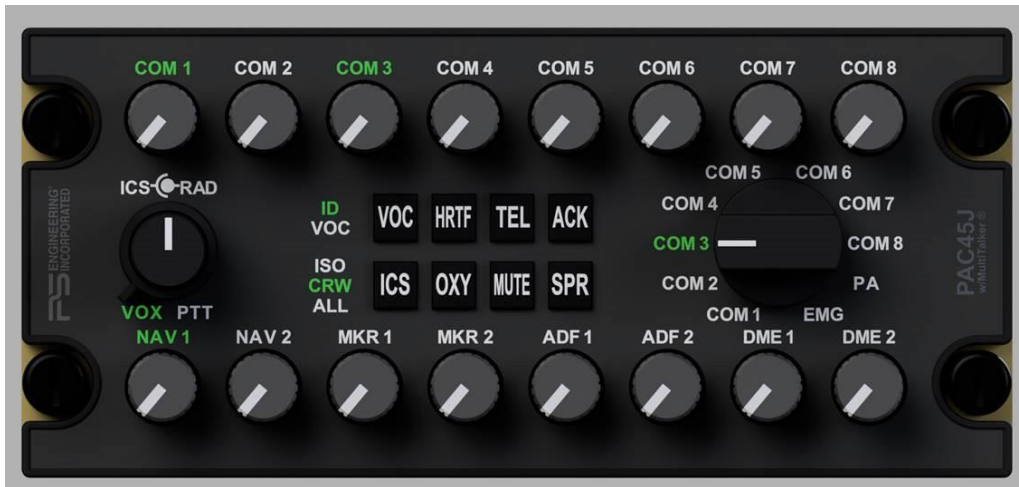 COM 1 COM 2 COM 3 COM 4 COM 5 COM 6 COM 7 COM 8
ICS RAD
VOX PTT
ID
VOC
ISO
CRW
ALL
VOC HRTF TEL ACK
ICS OXY MUTE SPR
COM 5 COM 6
COM 4 COM 7
COM 3 COM 8
COM 2 PA
COM 1 EMG
NAV 1 NAV 2 MKR 1 MKR 2 ADF 1 ADF 2 DME 1 DME 2
PS ENGINEERING®
INCORPORATED
PAC45J
w/MultiTalker ®